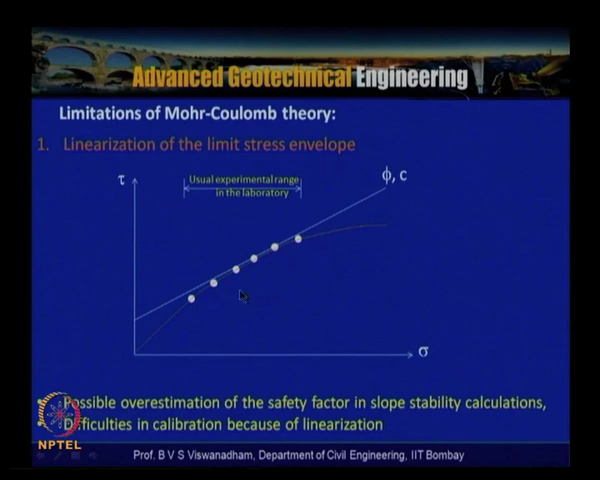 Advanced Geotechnical Engineering
Limitations of Mohr-Coulomb theory:
1. Linearization of the limit stress envelope
τ
Usual experimental range
in the laboratory
ϕ, c
σ
Possible overestimation of the safety factor in slope stability calculations,
Difficulties in calibration because of linearization
NPTEL
Prof. B V S Viswanadham, Department of Civil Engineering, IIT Bombay